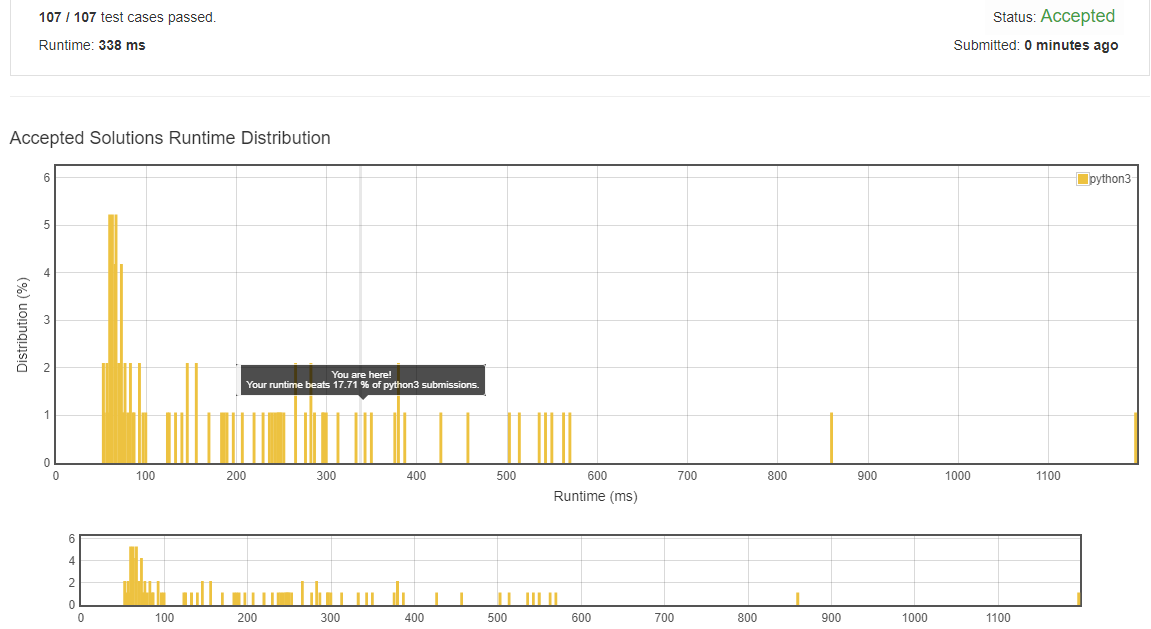 107 / 107 test cases passed.
Status: Accepted
Runtime: 338 ms
Submitted: 0 minutes ago
Accepted Solutions Runtime Distribution
python3
6
5
4
3
2
1
0
Distribution (%)
You are here!
Your runtime beats 17.71 % of python3 submissions.
0 100 200 300 400 500 600 700 800 900 1000 1100
Runtime (ms)
6
4
2
0
0 100 200 300 400 500 600 700 800 900 1000 1100